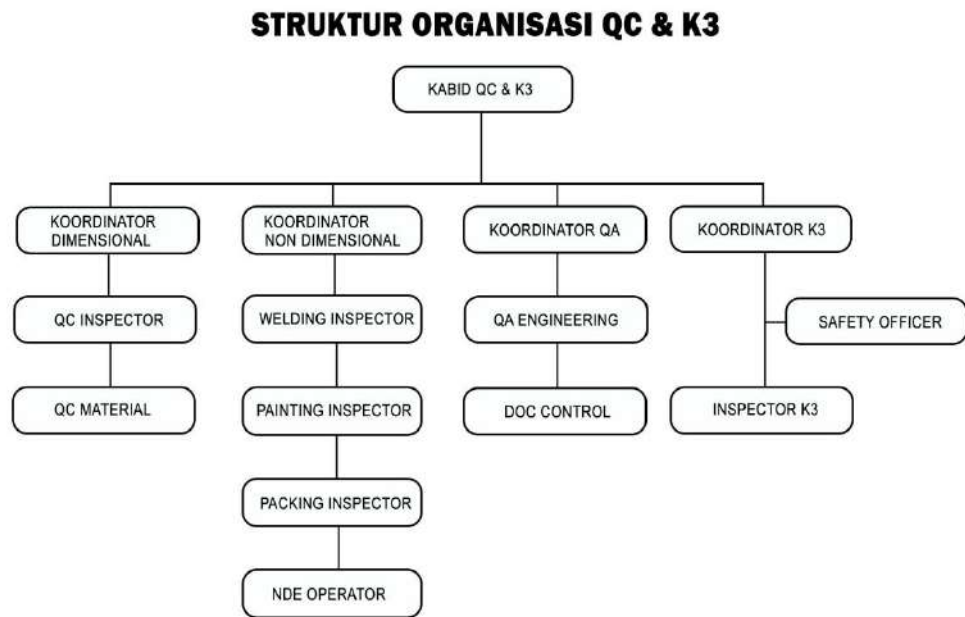 STRUKTUR ORGANISASI QC & K3
KABID QC & K3
KOORDINATOR
DIMENSIONAL
KOORDINATOR
NON DIMENSIONAL
KOORDINATOR QA
KOORDINATOR K3
QC INSPECTOR
WELDING INSPECTOR
QA ENGINEERING
SAFETY OFFICER
QC MATERIAL
PAINTING INSPECTOR
DOC CONTROL
INSPECTOR K3
PACKING INSPECTOR
NDE OPERATOR